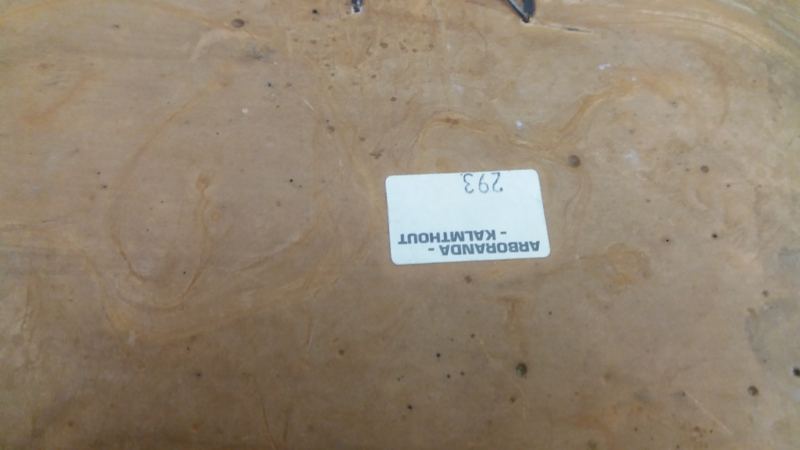 ARBORANDA -
- KALMTHOUT
293